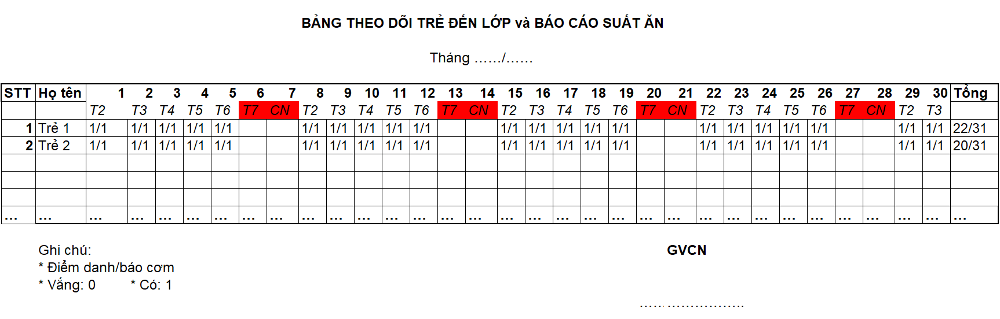 BẢNG THEO DÕI TRẺ ĐẾN LỚP và BÁO CÁO SUẤT ĂN
Tháng ....../......
STT Họ tên 1 2 3 4 5 6 7 8 9 10 11 12 13 14 15 16 17 18 19 20 21 22 23 24 25 26 27 28 29 30 Tổng
T2 T3 T4 T5 T6 T7 CN T2 T3 T4 T5 T6 T7 CN T2 T3 T4 T5 T6 T7 CN T2 T3 T4 T5 T6 T7 CN T2 T3
1 Trẻ 1 1/1 1/1 1/1 1/1 1/1 1/1 1/1 1/1 1/1 1/1 1/1 1/1 1/1 1/1 1/1 1/1 1/1 1/1 1/1 1/1 1/1 1/1 22/31
2 Trẻ 2 1/1 1/1 1/1 1/1 1/1 1/1 1/1 1/1 1/1 1/1 1/1 1/1 1/1 1/1 1/1 1/1 1/1 1/1 1/1 1/1 1/1 1/1 20/31
... ... ... ... ... ... ... ... ... ... ... ... ... ... ... ... ... ... ... ... ... ... ... ... ... ... ... ... ... ... ... ... ...
Ghi chú:
GVCN
* Điểm danh/báo cơm
* Vắng: 0 * Có: 1
...... ....................